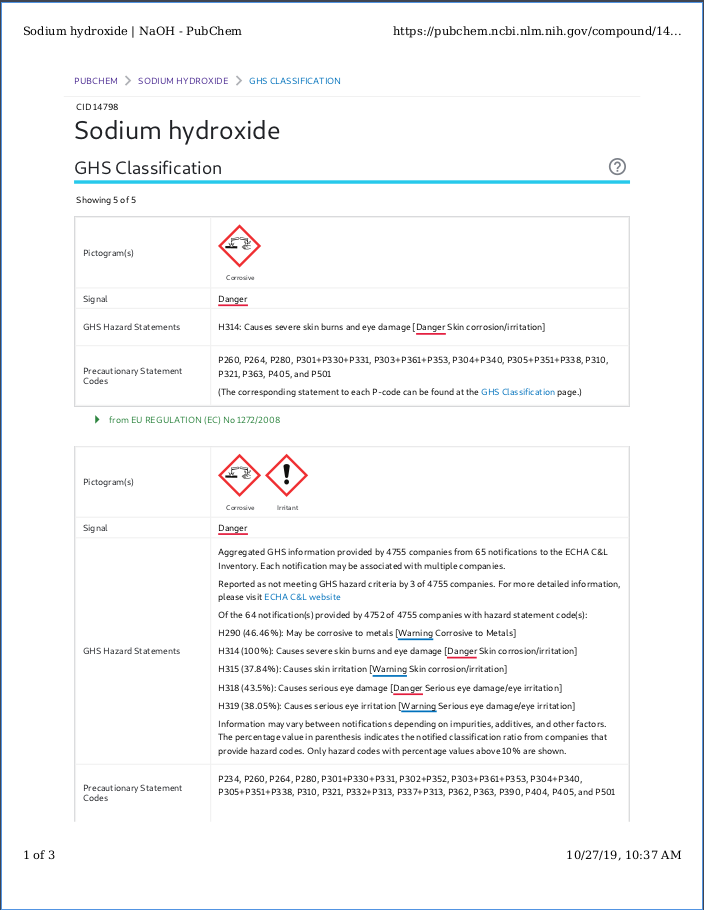 Sodium hydroxide | NaOH - PubChem
https://pubchem.ncbi.nlm.nih.gov/compound/14...
PUBCHEM > SODIUM HYDROXIDE > GHS CLASSIFICATION
CID 14798
Sodium hydroxide
GHS Classification
?
Showing 5 of 5
Pictogram(s)
Corrosive
Signal
Danger
GHS Hazard Statements
H314: Causes severe skin burns and eye damage [Danger Skin corrosion/irritation]
Precautionary Statement
Codes
P260, P264, P280, P301+P330+P331, P303+P361+P353, P304+P340, P305+P351+P338, P310,
P321, P363, P405, and P501
(The corresponding statement to each P-code can be found at the GHS Classification page.)
from EU REGULATION (EC) No 1272/2008
Pictogram(s)
Corrosive
Irritant
Signal
Danger
GHS Hazard Statements
Aggregated GHS information provided by 4755 companies from 65 notifications to the ECHA C&L
Inventory. Each notification may be associated with multiple companies.
Reported as not meeting GHS hazard criteria by 3 of 4755 companies. For more detailed information,
please visit ECHA C&L website
Of the 64 notification(s) provided by 4752 of 4755 companies with hazard statement code(s):
H290 (46.46%): May be corrosive to metals [Warning Corrosive to Metals]
H314 (100%): Causes severe skin burns and eye damage [Danger Skin corrosion/irritation]
H315 (37.84%): Causes skin irritation [Warning Skin corrosion/irritation]
H318 (43.5%): Causes serious eye damage [Danger Serious eye damage/eye irritation]
H319 (38.05%): Causes serious eye irritation [Warning Serious eye damage/eye irritation]
Information may vary between notifications depending on impurities, additives, and other factors.
The percentage value in parenthesis indicates the notified classification ratio from companies that
provide hazard codes. Only hazard codes with percentage values above 10% are shown.
Precautionary Statement
Codes
P234, P260, P264, P280, P301+P330+P331, P302+P352, P303+P361+P353, P304+P340,
P305+P351+P338, P310, P321, P332+P313, P337+P313, P362, P363, P390, P404, P405, and P501
1 of 3
10/27/19, 10:37 AM